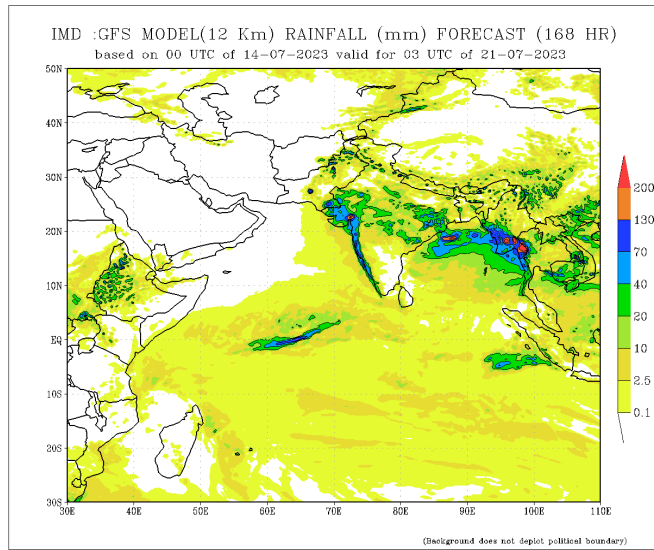 IMD :GFS MODEL(12 Km) RAINFALL (mm) FORECAST (168 HR)
based on 00 UTC of 14-07-2023 valid for 03 UTC of 21-07-2023
50N
40N
30N
20N
10N
EQ
10S
20S
30S
30E 40E 50E 60E 70E 80E 90E 100E 110E
200
130
70
40
20
10
2.5
0.1
(Background does not depict political boundary)